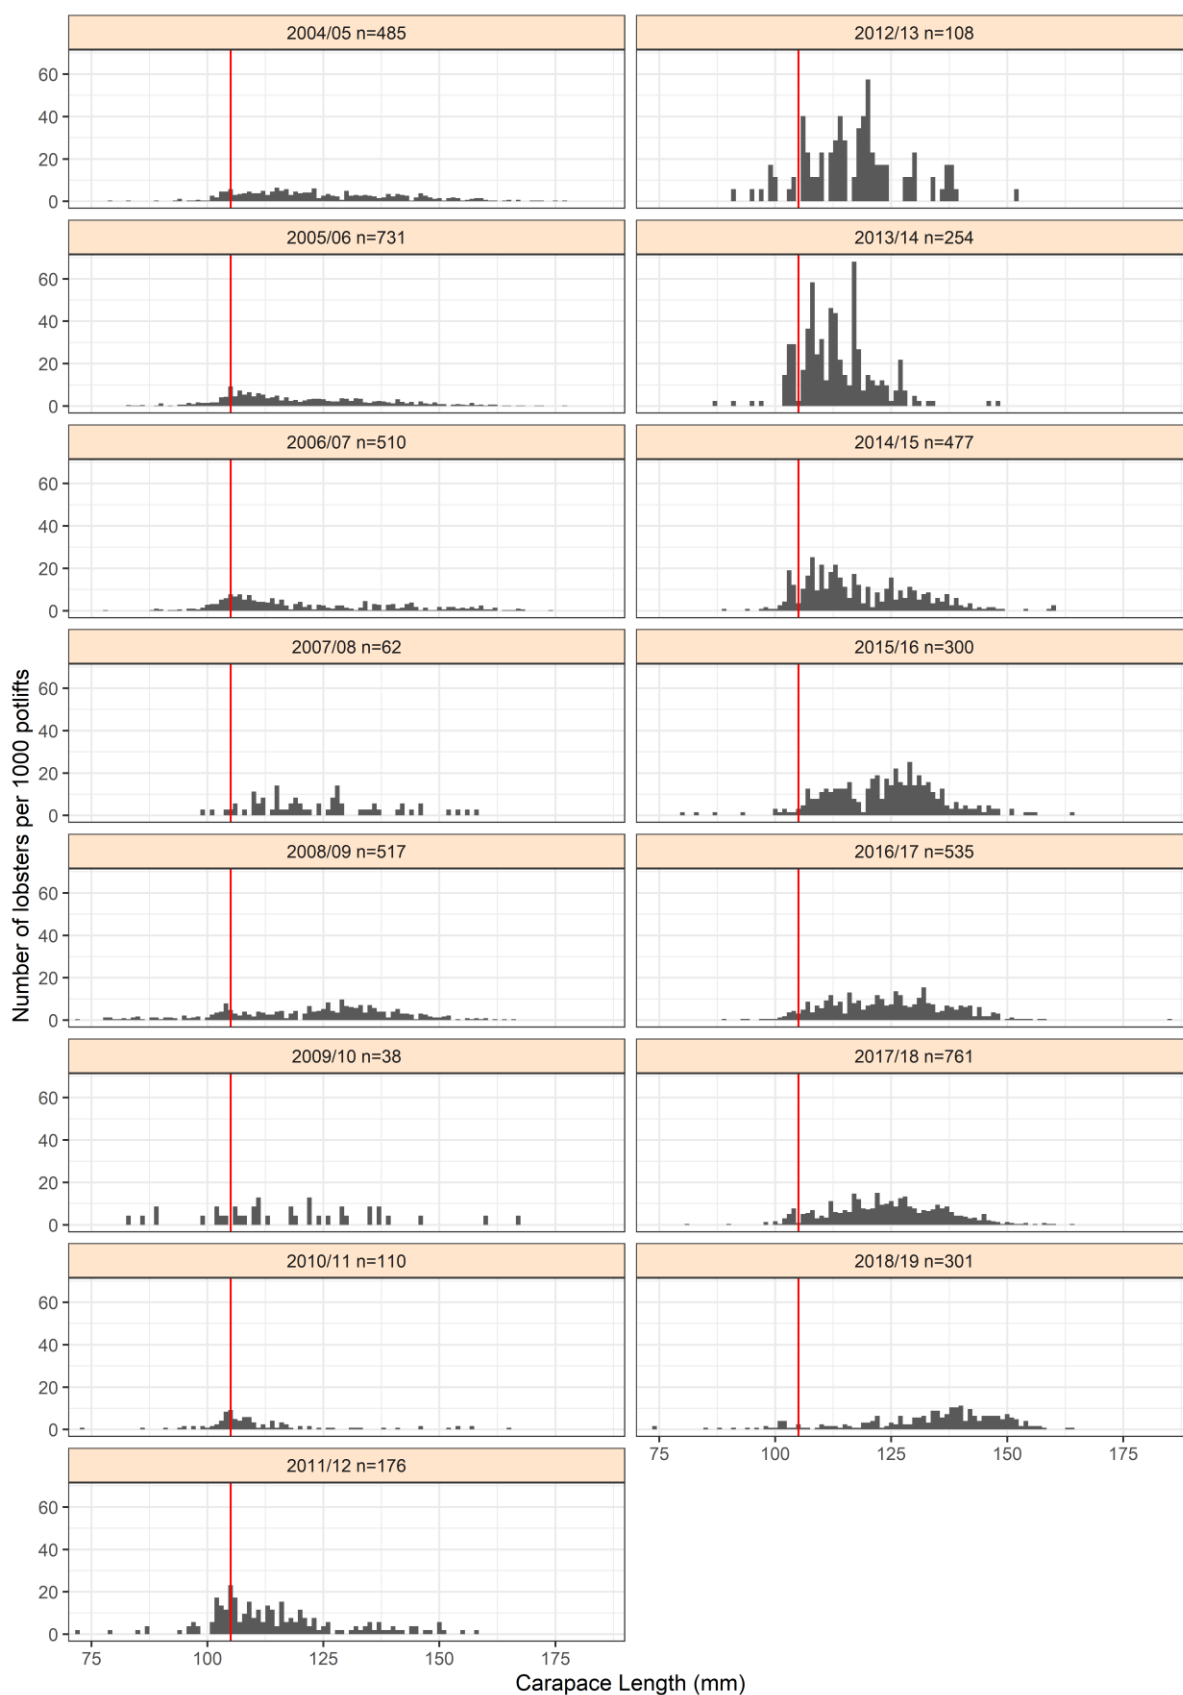 2004/05 n=485
2012/13 n=108
60
40
20
0
2005/06 n=731
2013/14 n=254
60
40
20
0
2006/07 n=510
2014/15 n=477
60
40
20
0
2007/08 n=62
2015/16 n=300
60
40
20
0
Number of lobsters per 1000 potlifts
2008/09 n=517
2016/17 n=535
60
40
20
0
2009/10 n=38
2017/18 n=761
60
40
20
0
2010/11 n=110
2018/19 n=301
60
40
20
0
75 100 125 150 175
2011/12 n=176
60
40
20
0
75 100 125 150 175
Carapace Length (mm)